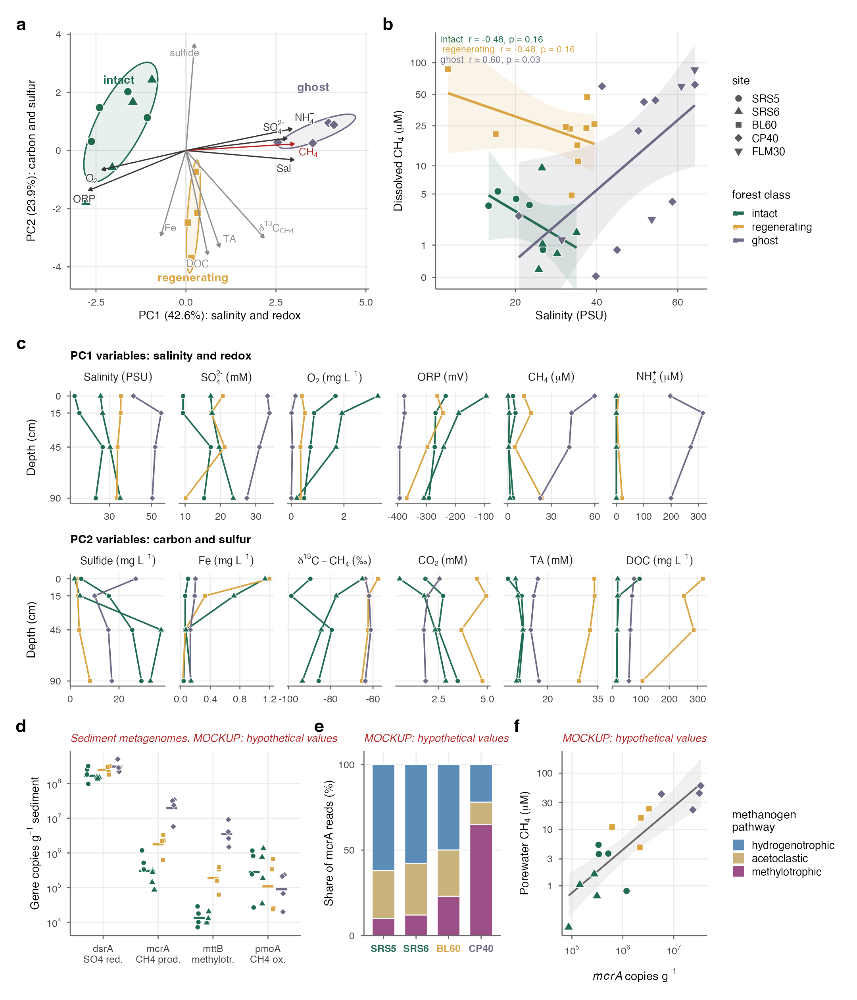 a
4
2
0
-2
-4
-2.5
0.0
2.5
5.0
PC1 (42.6%): salinity and redox
PC2 (23.9%): carbon and sulfur
sulfide
intact
ghost
NH₄⁺
SO₄²⁻
CH₄
Sal
O₂
ORP
Fe
δ¹³C_CH4
TA
DOC
regenerating
b
intact r = -0.48, p = 0.16
regenerating r = -0.48, p = 0.16
ghost r = 0.60, p = 0.03
100
50
25
10
5
1
0
20
40
60
Salinity (PSU)
Dissolved CH₄ (μM)
site
SRS5
SRS6
BL60
CP40
FLM30
forest class
intact
regenerating
ghost
c
PC1 variables: salinity and redox
Salinity (PSU)
SO₄²⁻ (mM)
O₂ (mg L⁻¹)
ORP (mV)
CH₄ (μM)
NH₄⁺ (μM)
Depth (cm)
0
15
45
90
30 50
10 20 30
0 2
-400 -300 -200 -100
0 30 60
0 100 200 300
PC2 variables: carbon and sulfur
Sulfide (mg L⁻¹)
Fe (mg L⁻¹)
δ¹³C – CH₄ (‰)
CO₂ (mM)
TA (mM)
DOC (mg L⁻¹)
Depth (cm)
0
15
45
90
0 20
0.0 0.4 0.8 1.2
-100 -80 -60
2.5 5.0
20 35
0 100 200 300
d
Sediment metagenomes. MOCKUP: hypothetical values
Gene copies g⁻¹ sediment
10⁸
10⁷
10⁶
10⁵
10⁴
dsrA
SO4 red.
mcrA
CH4 prod.
mttB
methylotr.
pmoA
CH4 ox.
e
MOCKUP: hypothetical values
Share of mcrA reads (%)
100
50
0
SRS5
SRS6
BL60
CP40
f
MOCKUP: hypothetical values
Porewater CH₄ (μM)
100
30
10
3
1
10⁵
10⁶
10⁷
mcrA copies g⁻¹
methanogen
pathway
hydrogenotrophic
acetoclastic
methylotrophic